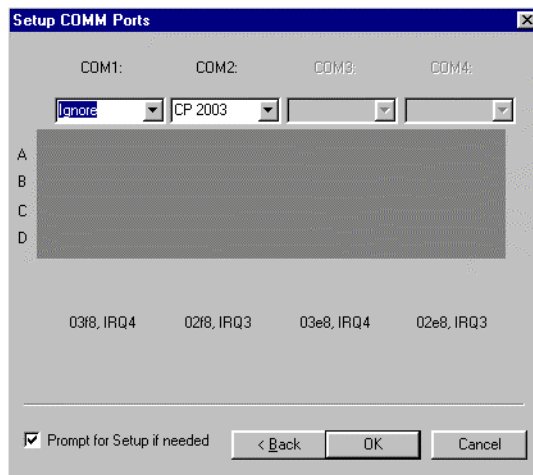 Setup COMM Ports
COM1: COM2: COM3: COM4:
Ignore CP 2003
A
B
C
D
03f8, IRQ4 02f8, IRQ3 03e8, IRQ4 02e8, IRQ3
Prompt for Setup if needed < Back OK Cancel